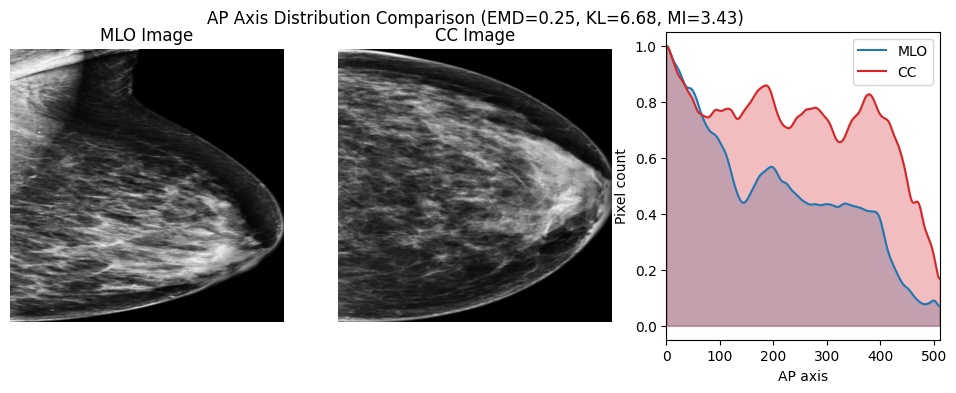 AP Axis Distribution Comparison (EMD=0.25, KL=6.68, MI=3.43)
MLO Image
CC Image
MLO
CC
Pixel count
1.0
0.8
0.6
0.4
0.2
0.0
0 100 200 300 400 500
AP axis